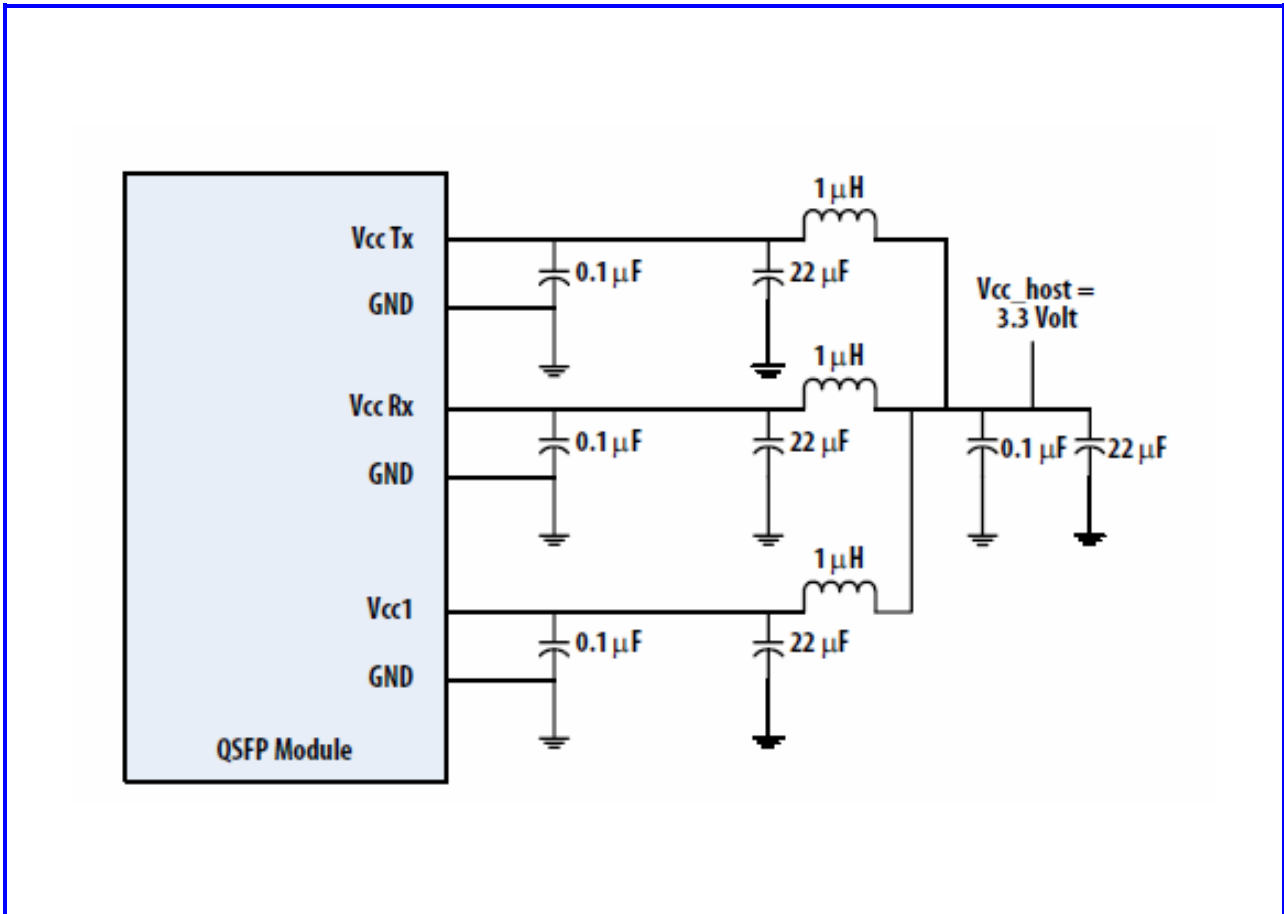 1 μH
Vcc Tx
0.1 μF
22 μF
GND
Vcc_host =
3.3 Volt
1 μH
Vcc Rx
0.1 μF
22 μF
0.1 μF
22 μF
GND
1 μH
Vcc1
0.1 μF
22 μF
GND
QSFP Module